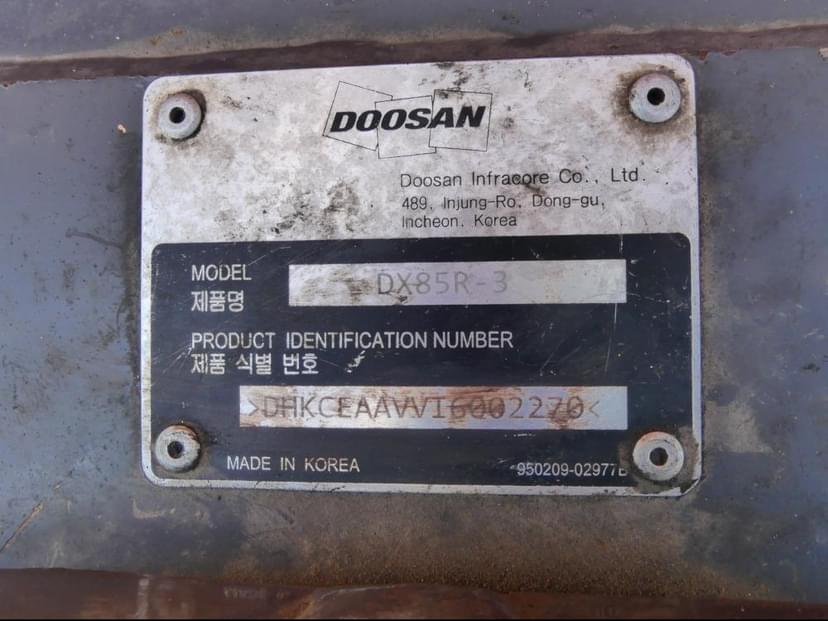 DOOSAN
Doosan Infracore Co., Ltd.
489, Injung-Ro, Dong-gu,
Incheon, Korea
MODEL
제품명
DX85R-3
PRODUCT IDENTIFICATION NUMBER
제품 식별 번호
>DHKCEAAVVI6002270<
MADE IN KOREA
950209-02977B